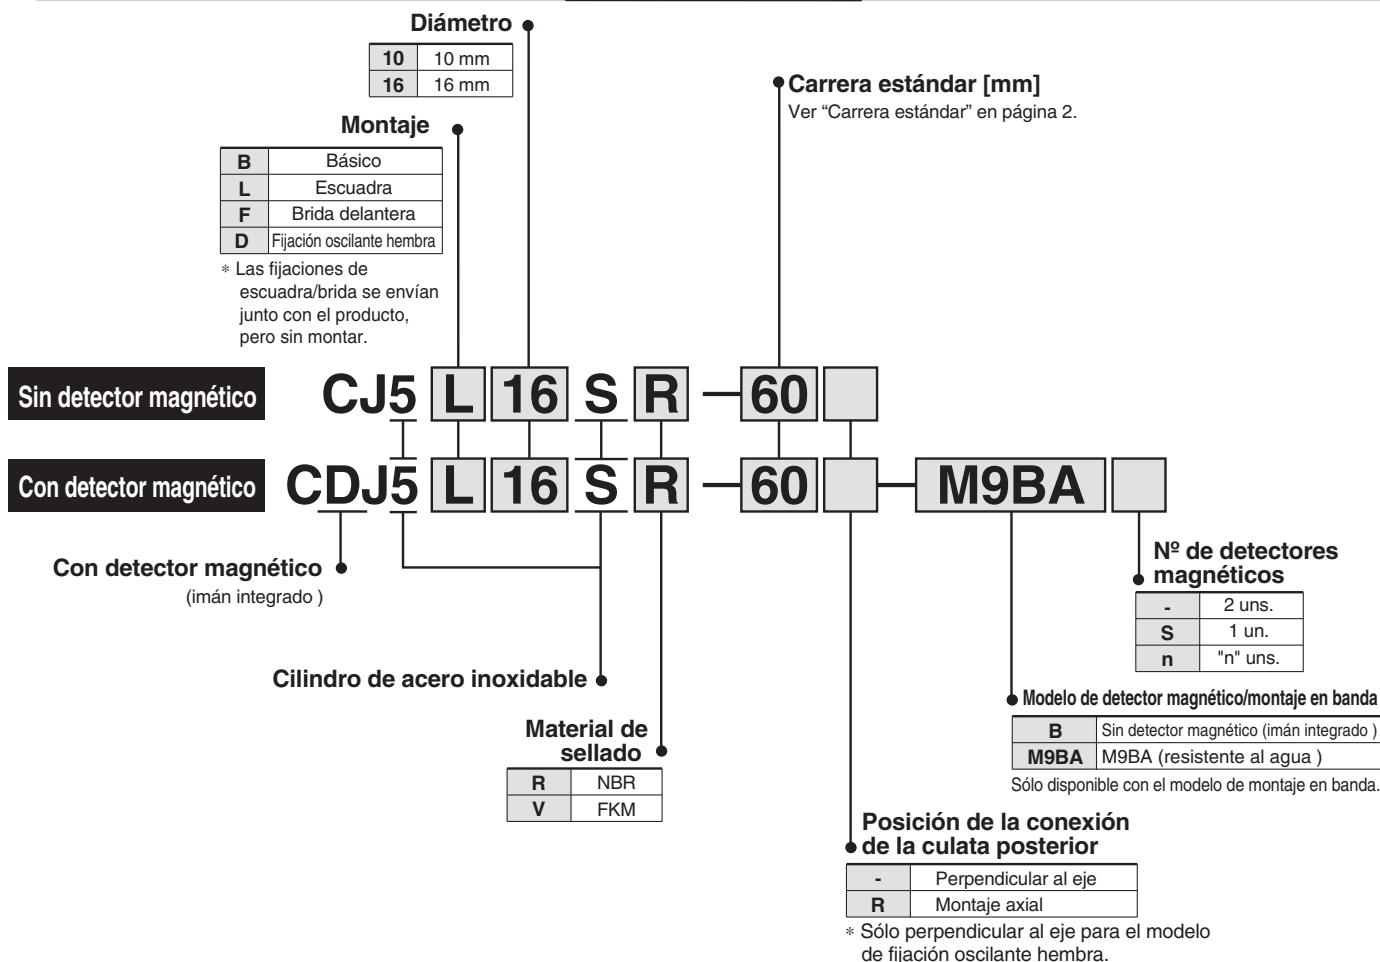 Diámetro
10 10 mm
16 16 mm
Carrera estándar [mm]
Ver “Carrera estándar” en página 2.
Montaje
B Básico
L Escuadra
F Brida delantera
D Fijación oscilante hembra
* Las fijaciones de
escuadra/brida se envían
junto con el producto,
pero sin montar.
Sin detector magnético CJ5 L 16 S R - 60
Con detector magnético CDJ5 L 16 S R - 60 - M9BA
Con detector magnético
(imán integrado )
Nº de detectores
magnéticos
- 2 uns.
S 1 un.
n "n" uns.
Cilindro de acero inoxidable
Modelo de detector magnético/montaje en banda
B Sin detector magnético (imán integrado )
M9BA M9BA (resistente al agua )
Sólo disponible con el modelo de montaje en banda.
Material de
sellado
R NBR
V FKM
Posición de la conexión
de la culata posterior
- Perpendicular al eje
R Montaje axial
* Sólo perpendicular al eje para el modelo
de fijación oscilante hembra.